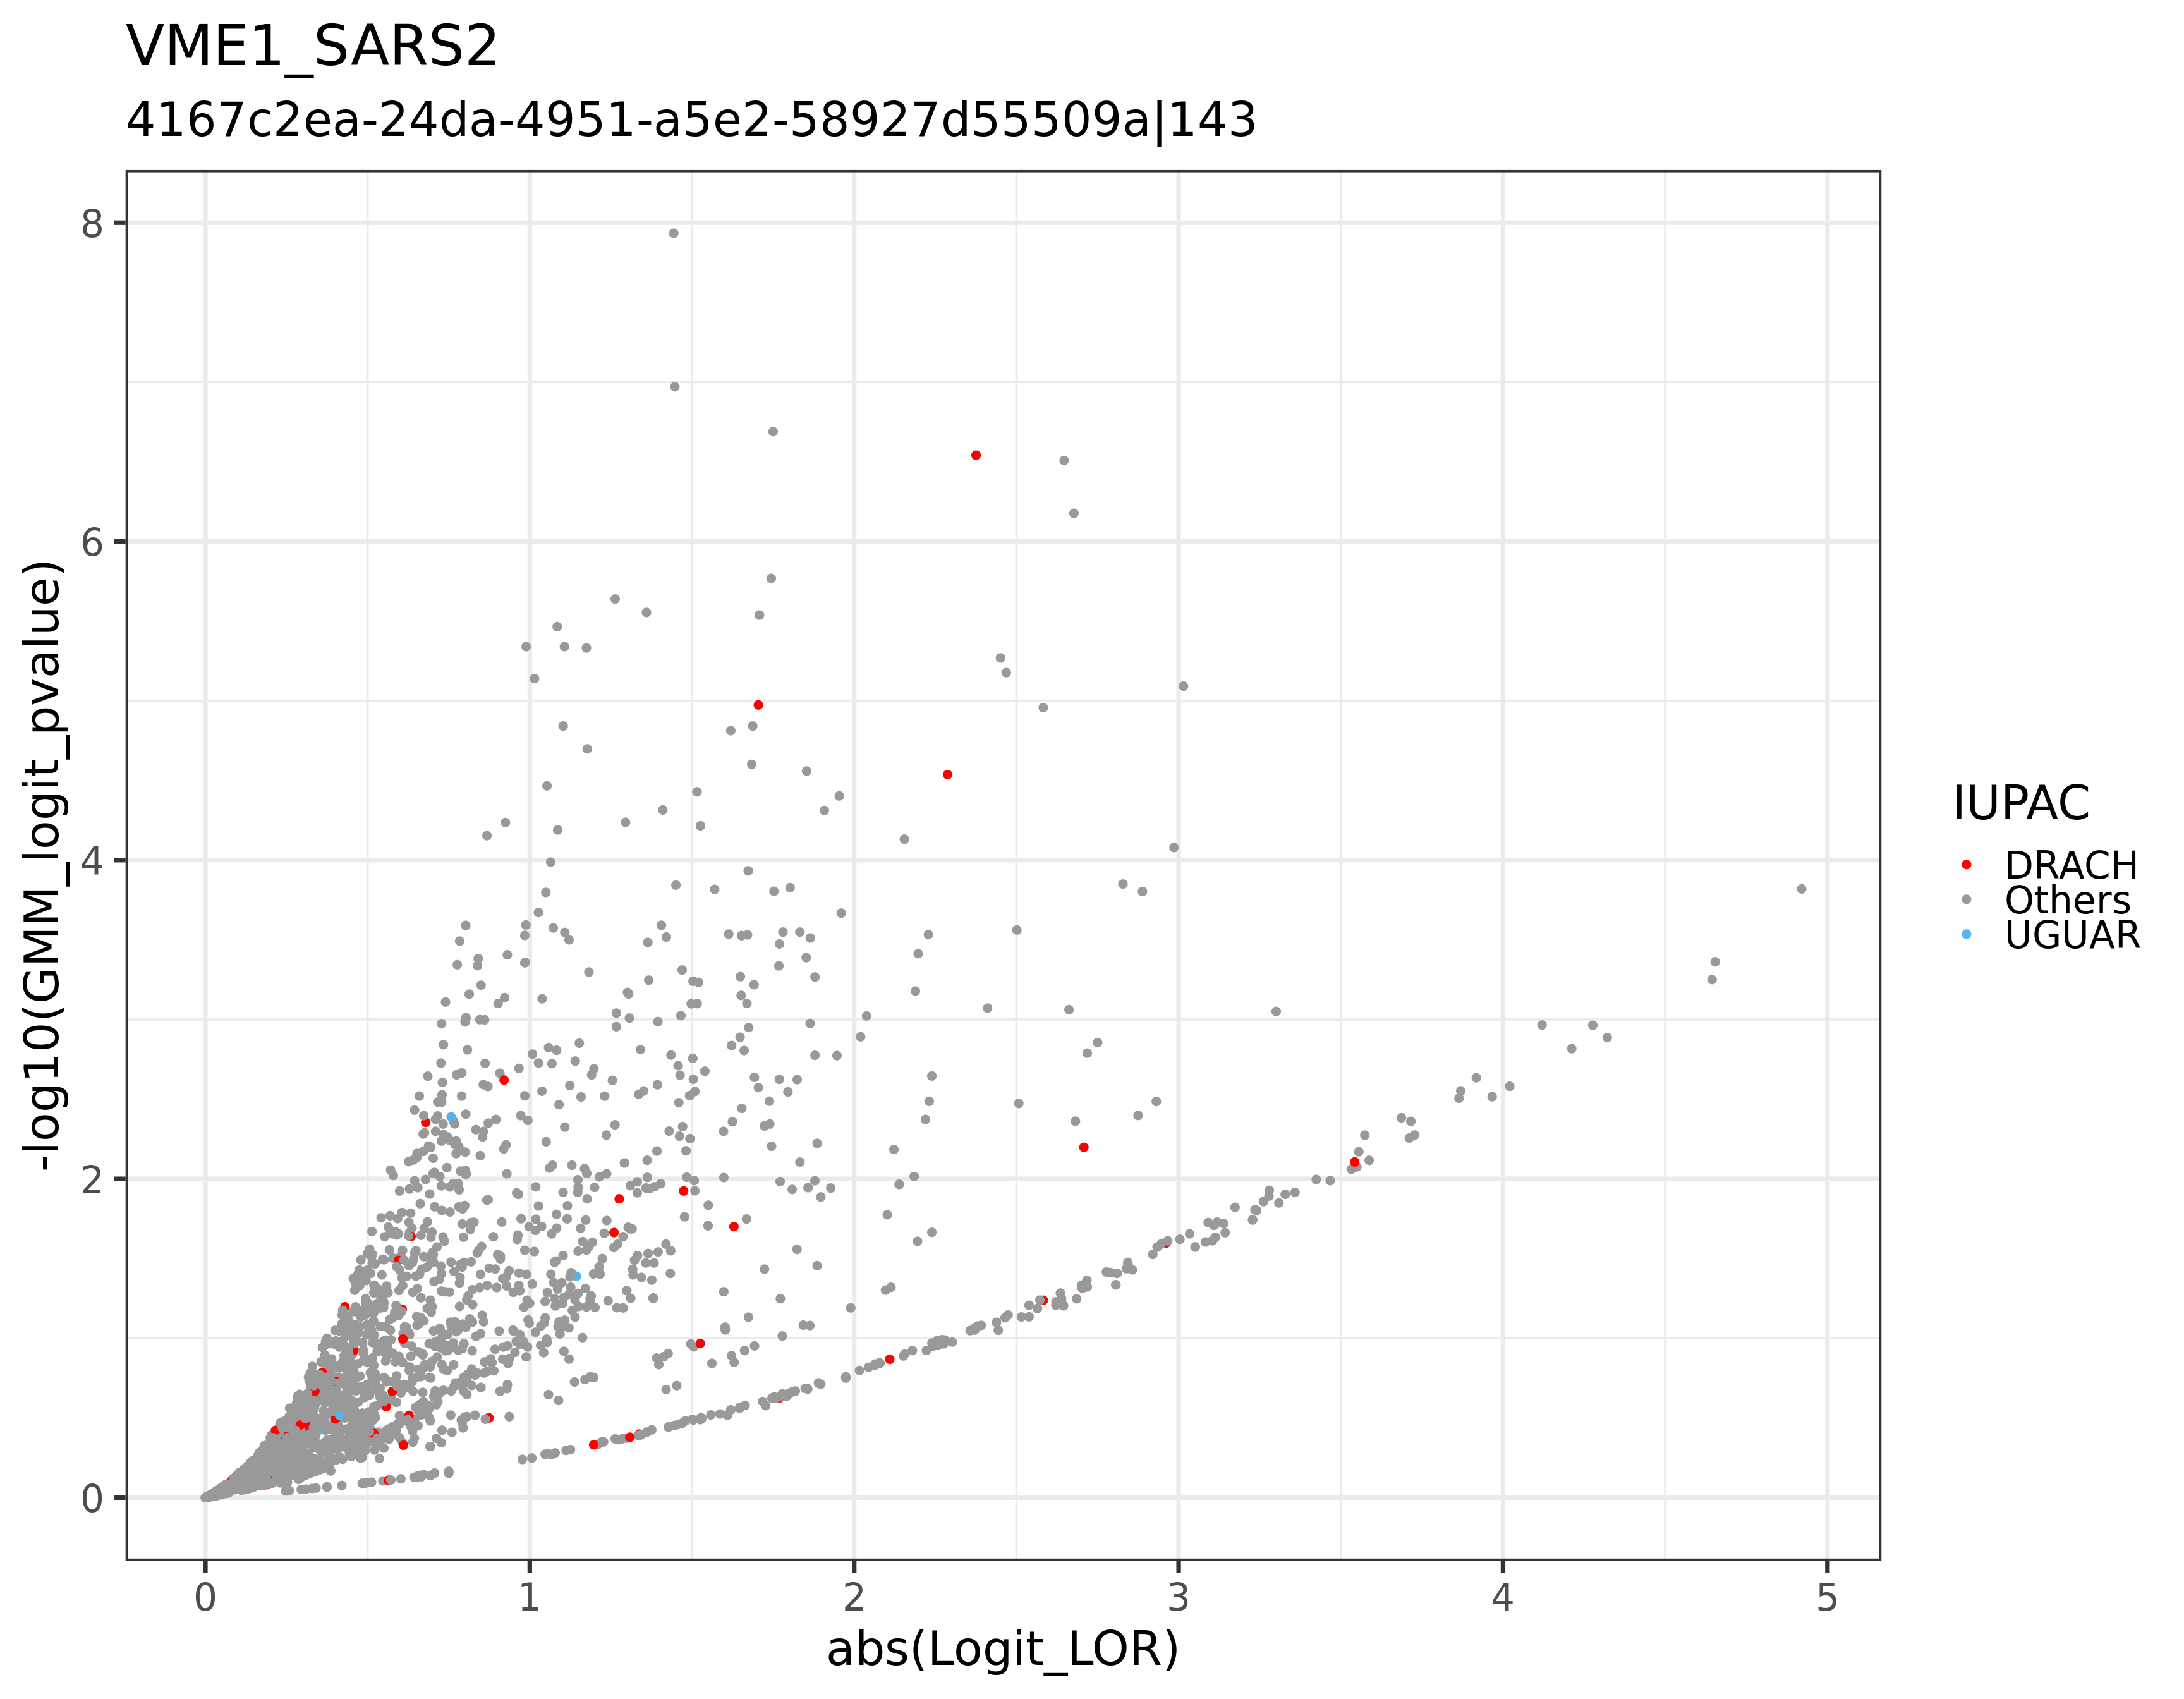 VME1_SARS2
4167c2ea-24da-4951-a5e2-58927d55509a|143
-log10(GMM_logit_pvalue)
8
6
4
2
0
0 1 2 3 4 5
abs(Logit_LOR)
IUPAC
DRACH
Others
UGUAR